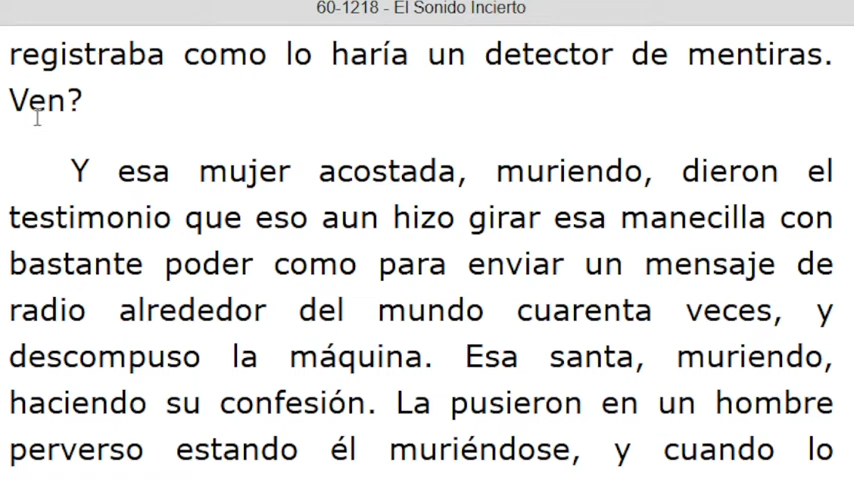 60-1218 - El Sonido Incierto
registraba como lo haría un detector de mentiras.
Ven?
Y esa mujer acostada, muriendo, dieron el
testimonio que eso aun hizo girar esa manecilla con
bastante poder como para enviar un mensaje de
radio alrededor del mundo cuarenta veces, y
descompuso la máquina. Esa santa, muriendo,
haciendo su confesión. La pusieron en un hombre
perverso estando él muriéndose, y cuando lo